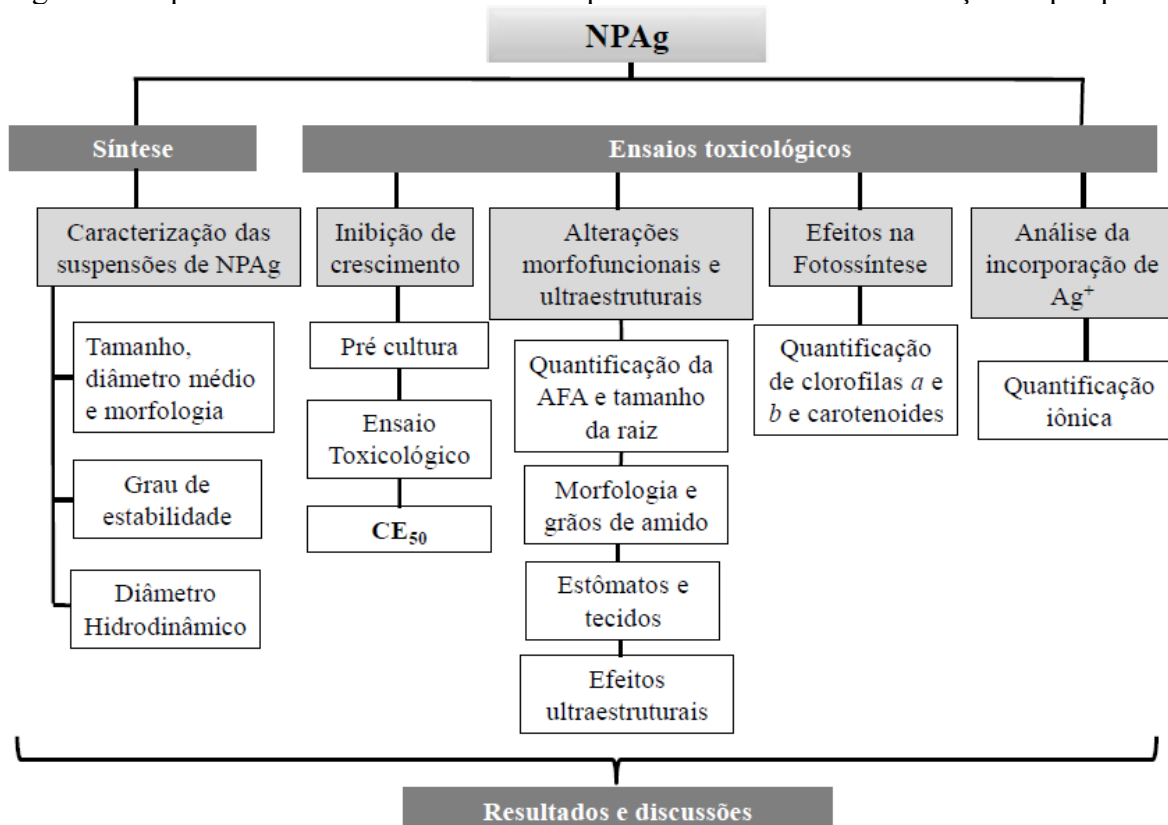 NPAg
Síntese
Ensaios toxicológicos
Caracterização das
suspensões de NPAg
Tamanho,
diâmetro médio
e morfologia
Grau de
estabilidade
Diâmetro
Hidrodinâmico
Inibição de
crescimento
Pré cultura
Ensaio
Toxicológico
CE₅₀
Alterações
morfofuncionais e
ultraestruturais
Quantificação da
AFA e tamanho
da raiz
Morfologia e
grãos de amido
Estômatos e
tecidos
Efeitos
ultraestruturais
Efeitos na
Fotossíntese
Quantificação
de clorofilas a e
b e carotenoides
Análise da
incorporação de
Ag⁺
Quantificação
iônica
Resultados e discussões